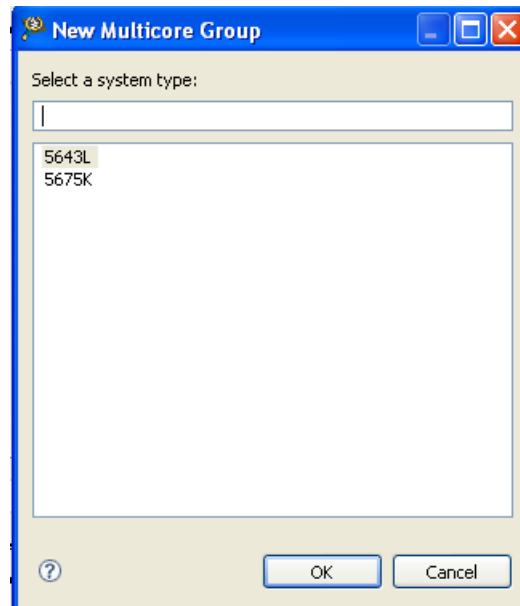 New Multicore Group
Select a system type:
5643L
5675K
?
OK Cancel